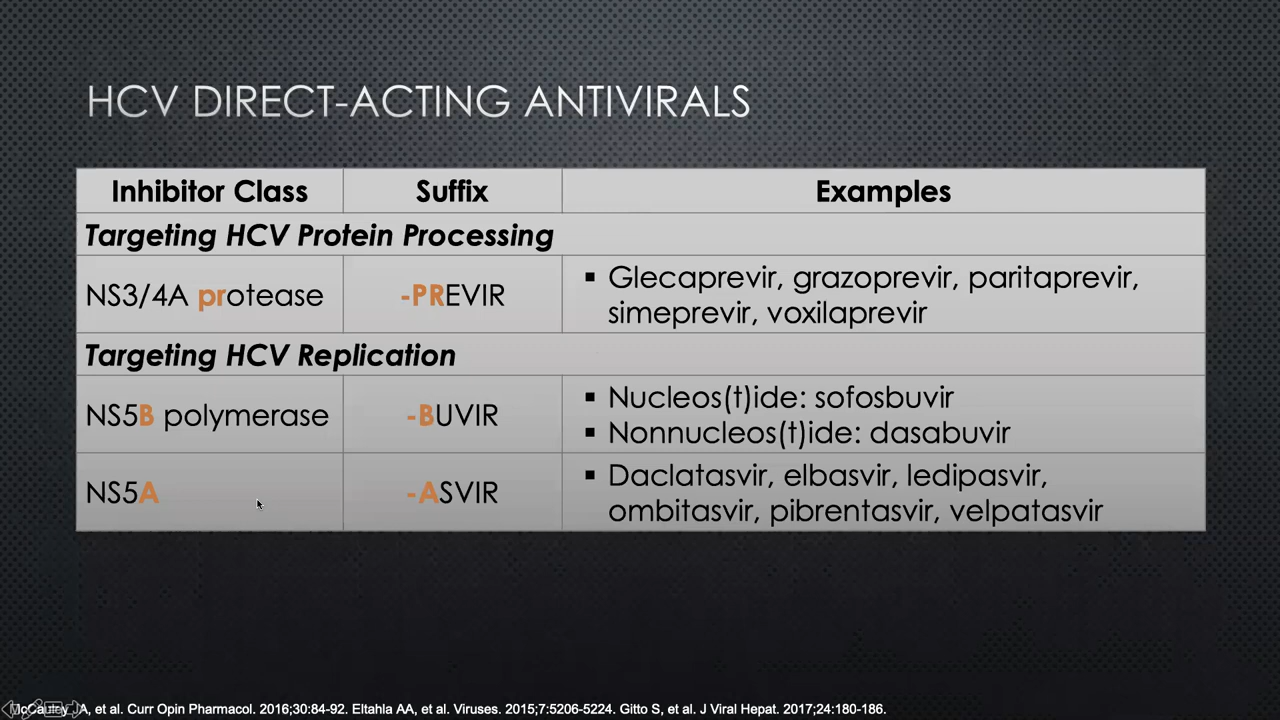 HCV DIRECT-ACTING ANTIVIRALS
Inhibitor Class Suffix Examples
Targeting HCV Protein Processing
NS3/4A protease -PREVIR ▪ Glecaprevir, grazoprevir, paritaprevir,
simeprevir, voxilaprevir
Targeting HCV Replication
NS5B polymerase -BUVIR ▪ Nucleos(t)ide: sofosbuvir
▪ Nonnucleos(t)ide: dasabuvir
NS5A -ASVIR ▪ Daclatasvir, elbasvir, ledipasvir,
ombitasvir, pibrentasvir, velpatasvir
A, et al. Curr Opin Pharmacol. 2016;30:84-92. Eltahla AA, et al. Viruses. 2015;7:5206-5224. Gitto S, et al. J Viral Hepat. 2017;24:180-186.